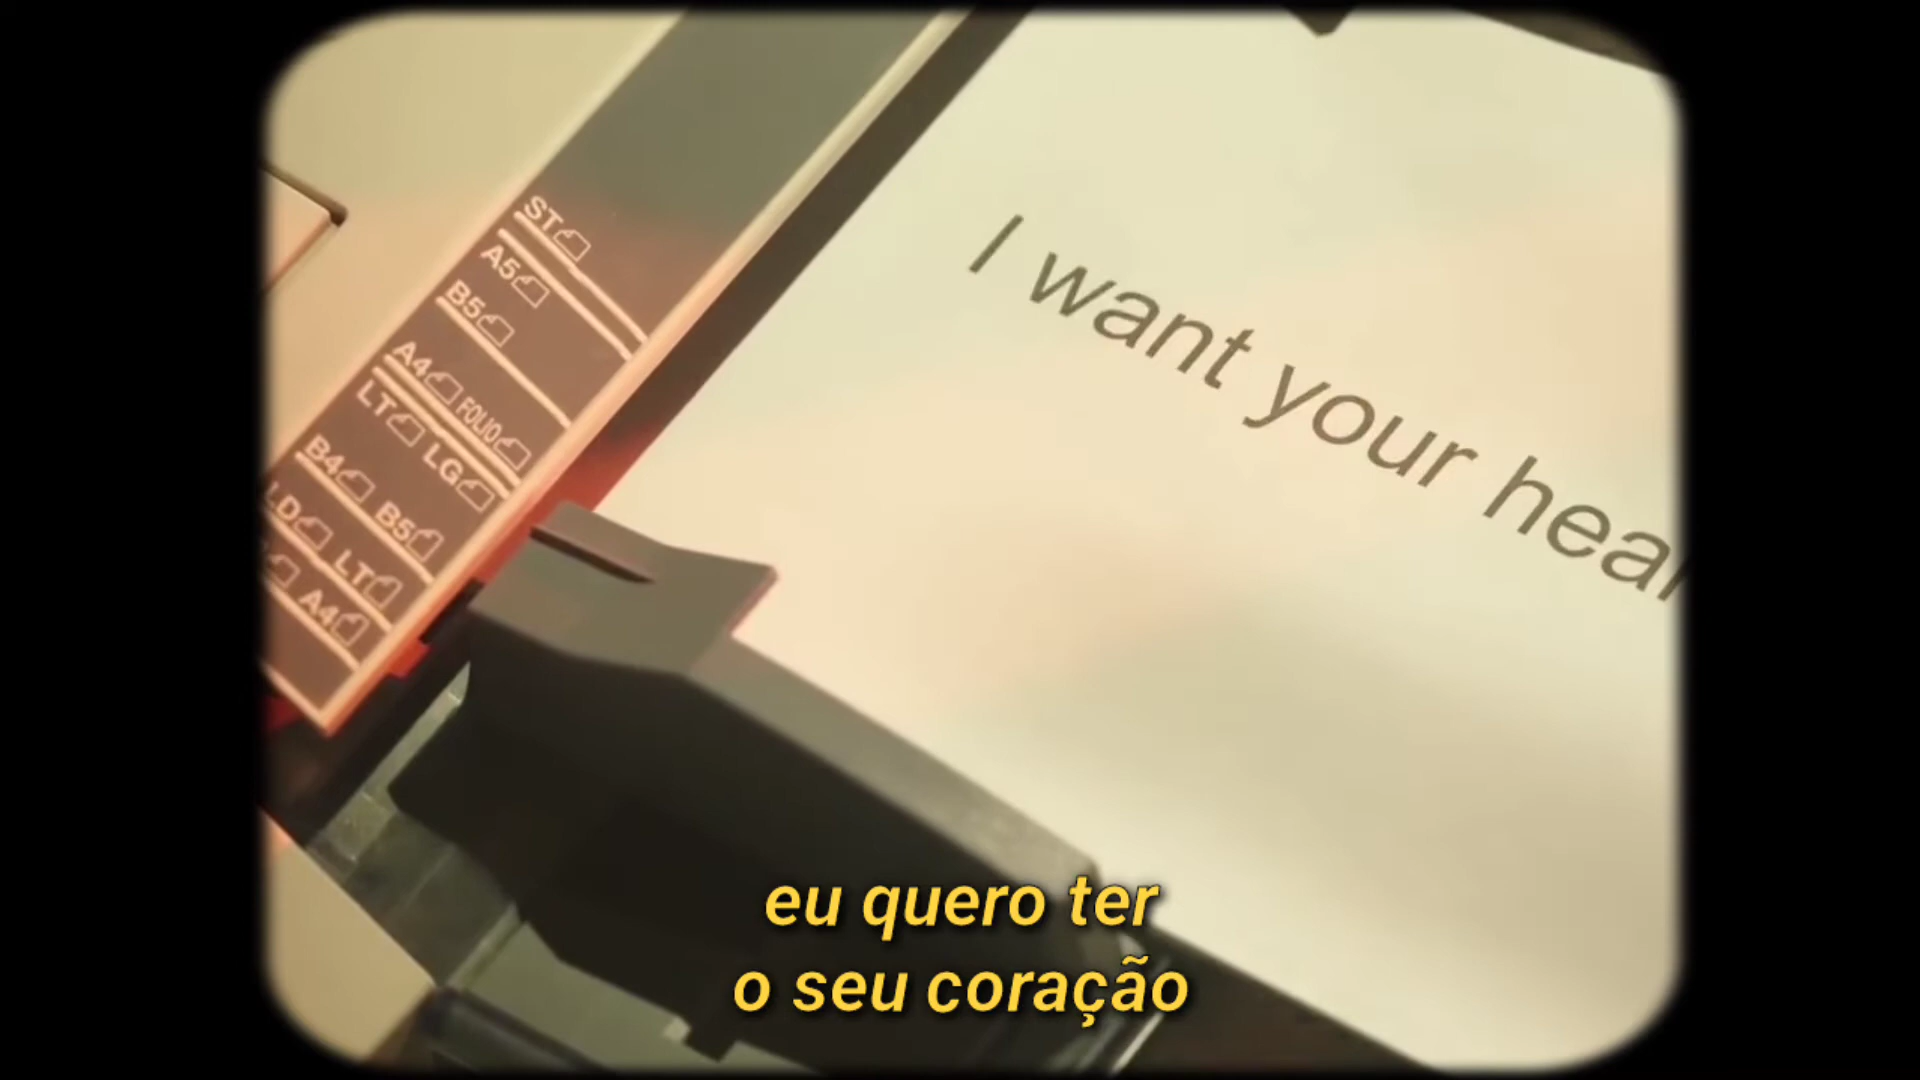 ST
A5
B5
A4 FOLIO
LT LG
B4 B5
LD LT
A4
I want your hear
eu quero ter
o seu coração